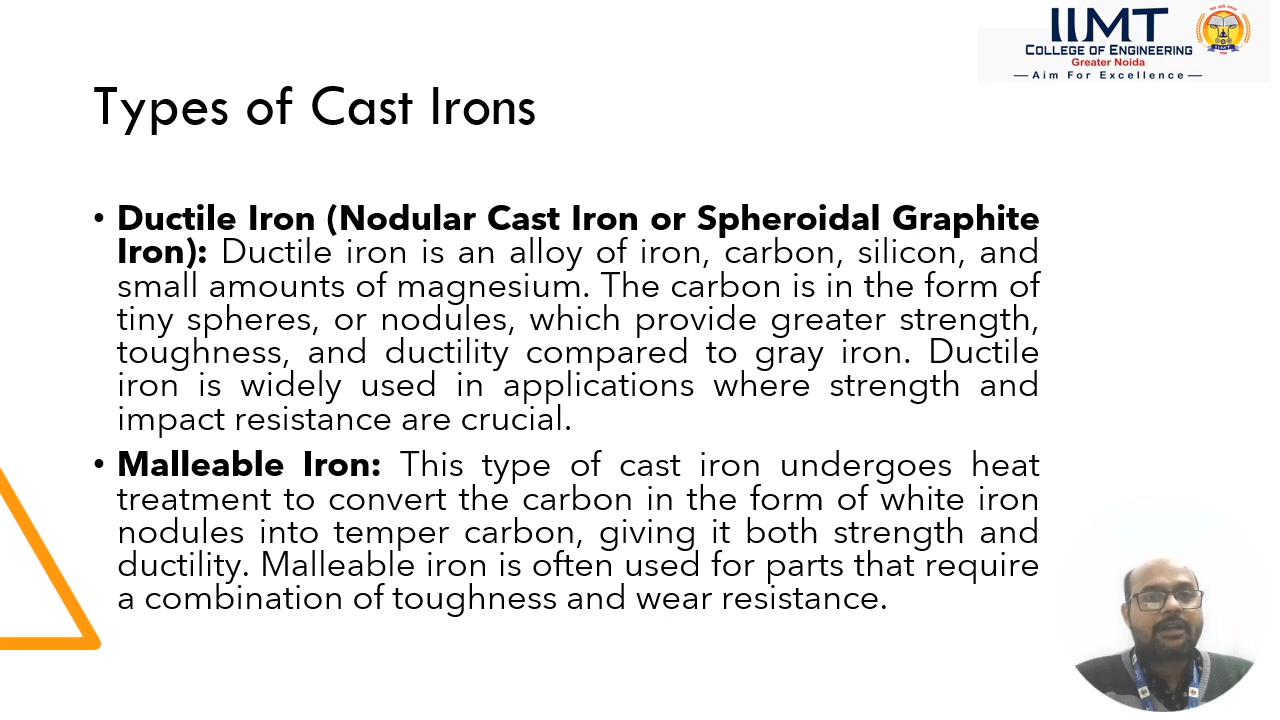 IIMT
COLLEGE OF ENGINEERING
Greater Noida
Aim For Excellence
Types of Cast Irons
• Ductile Iron (Nodular Cast Iron or Spheroidal Graphite
Iron): Ductile iron is an alloy of iron, carbon, silicon, and
small amounts of magnesium. The carbon is in the form of
tiny spheres, or nodules, which provide greater strength,
toughness, and ductility compared to gray iron. Ductile
iron is widely used in applications where strength and
impact resistance are crucial.
• Malleable Iron: This type of cast iron undergoes heat
treatment to convert the carbon in the form of white iron
nodules into temper carbon, giving it both strength and
ductility. Malleable iron is often used for parts that require
a combination of toughness and wear resistance.